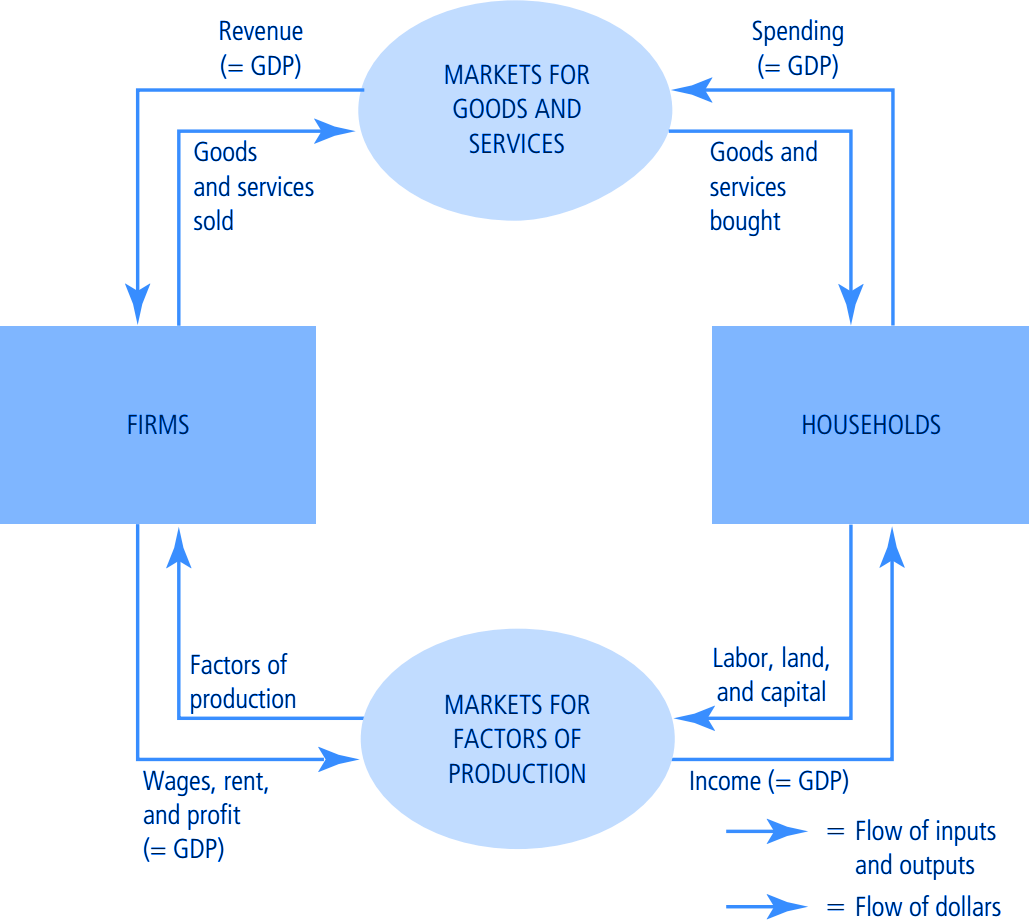 Revenue
(= GDP)
Spending
(= GDP)
MARKETS FOR
GOODS AND
SERVICES
Goods
and services
sold
Goods and
services
bought
FIRMS
HOUSEHOLDS
Factors of
production
Labor, land,
and capital
MARKETS FOR
FACTORS OF
PRODUCTION
Wages, rent,
and profit
(= GDP)
Income (= GDP)
= Flow of inputs
and outputs
= Flow of dollars